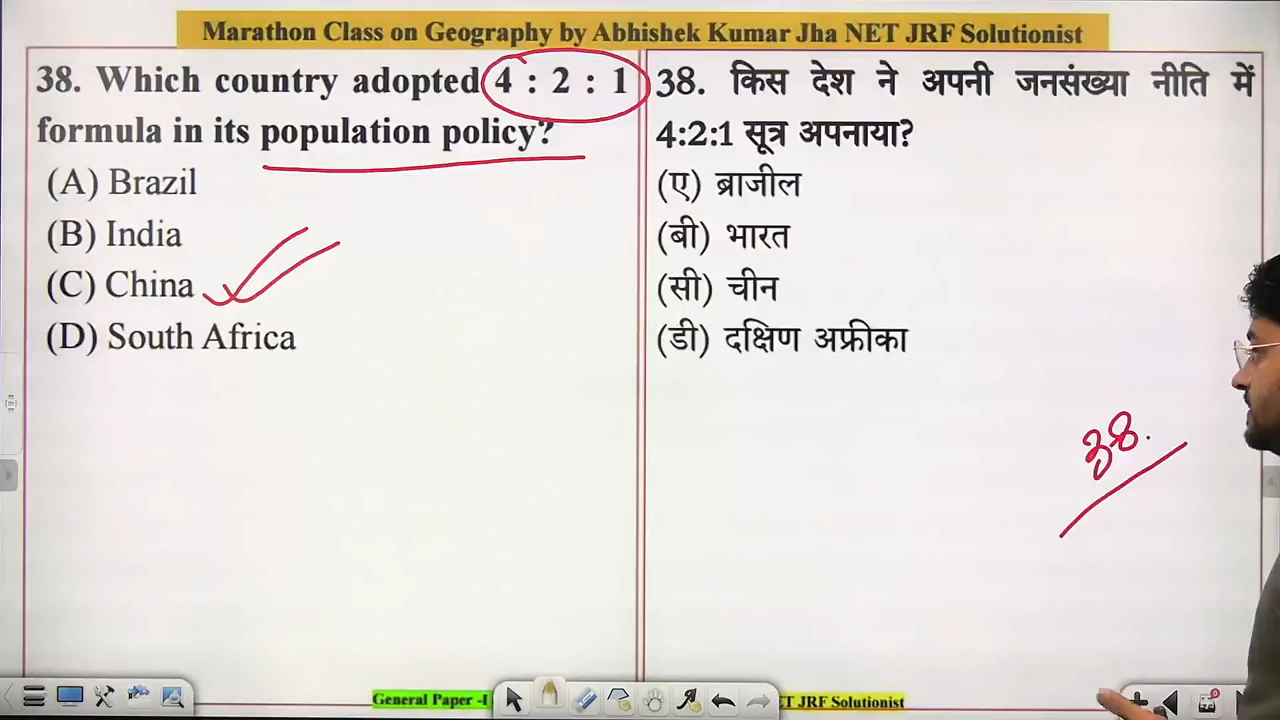 Marathon Class on Geography by Abhishek Kumar Jha NET JRF Solutionist
38. Which country adopted 4 : 2 : 1
formula in its population policy?
(A) Brazil
(B) India
(C) China
(D) South Africa
38. किस देश ने अपनी जनसंख्या नीति में
4:2:1 सूत्र अपनाया?
(ए) ब्राजील
(बी) भारत
(सी) चीन
(डी) दक्षिण अफ्रीका
38.
General Paper -I
ET JRF Solutionist